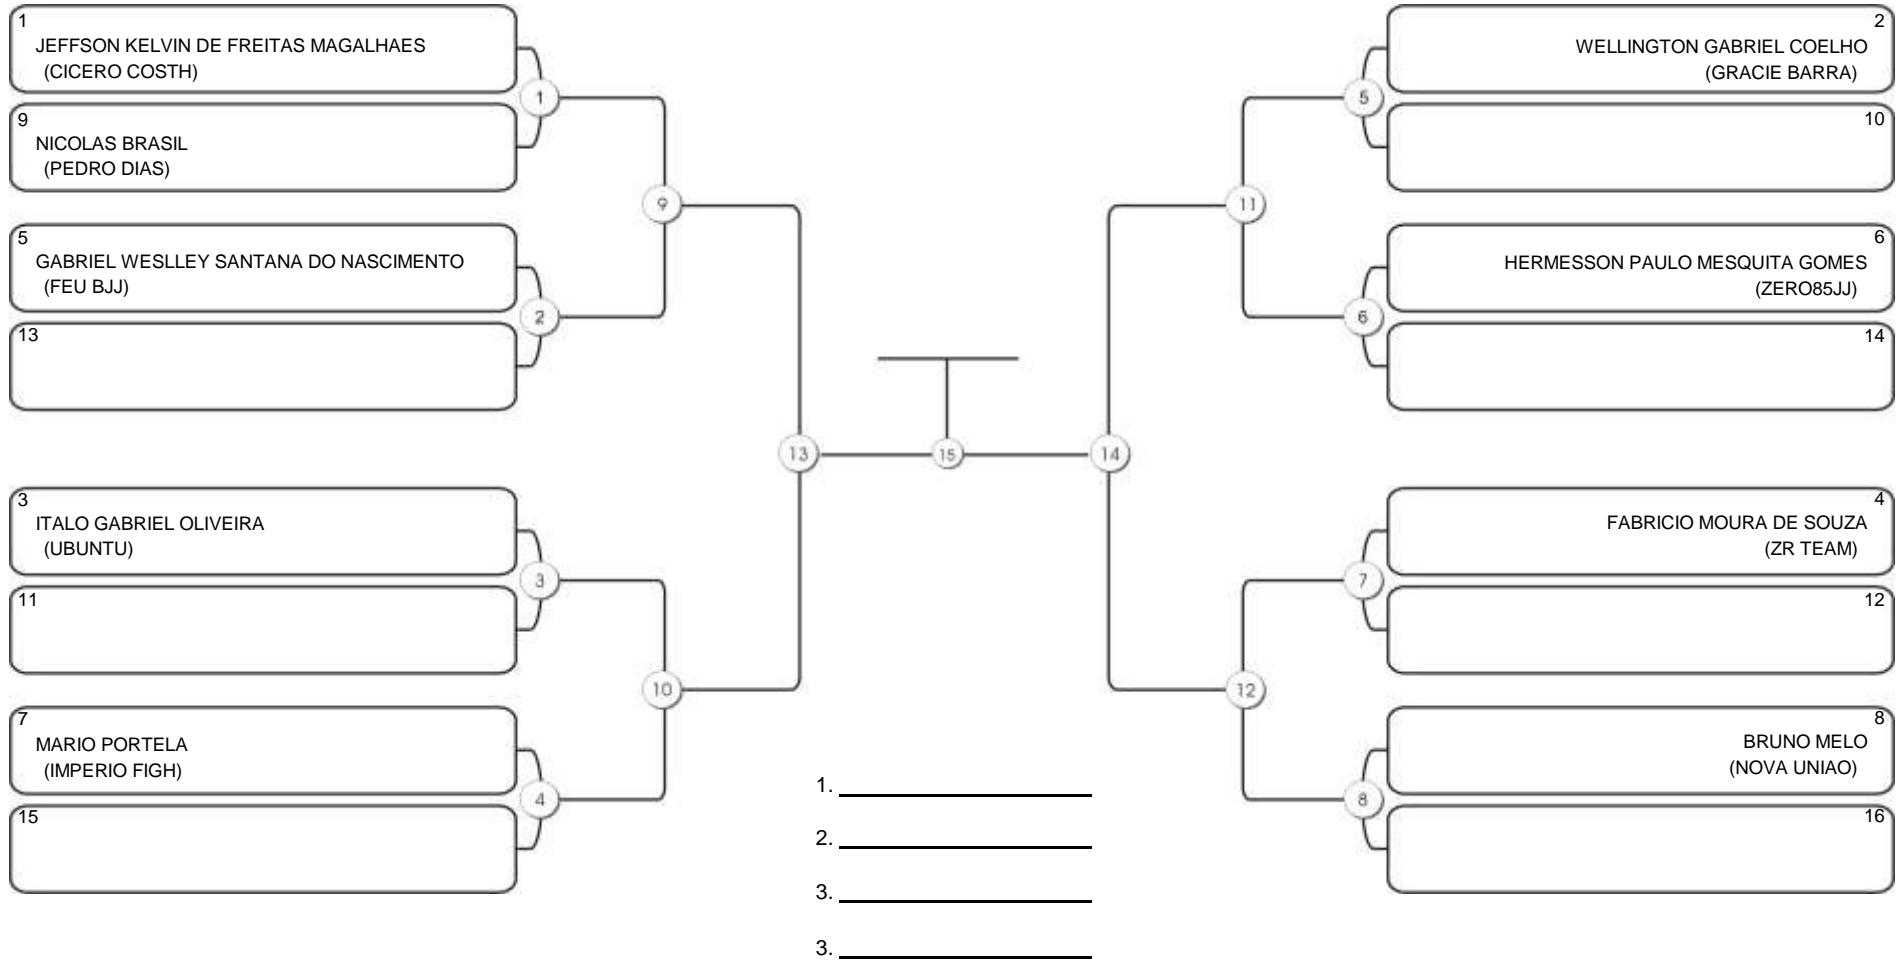 1
JEFFSON KELVIN DE FREITAS MAGALHAES
(CICERO COSTH)
9
NICOLAS BRASIL
(PEDRO DIAS)
1
5
GABRIEL WESLLEY SANTANA DO NASCIMENTO
(FEU BJJ)
13
2
9
3
ITALO GABRIEL OLIVEIRA
(UBUNTU)
11
3
7
MARIO PORTELA
(IMPERIO FIGH)
15
4
10
13
15
14
2
WELLINGTON GABRIEL COELHO
(GRACIE BARRA)
10
5
6
HERMESSON PAULO MESQUITA GOMES
(ZERO85JJ)
14
6
11
4
FABRICIO MOURA DE SOUZA
(ZR TEAM)
12
7
8
BRUNO MELO
(NOVA UNIAO)
16
8
12
1.
2.
3.
3.